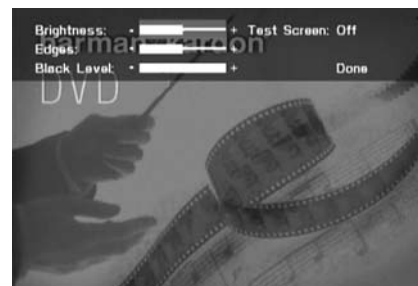 Brightness: - + Test Screen: Off
harman/kardon
Edges: - +
Black Level: - + Done
DVD